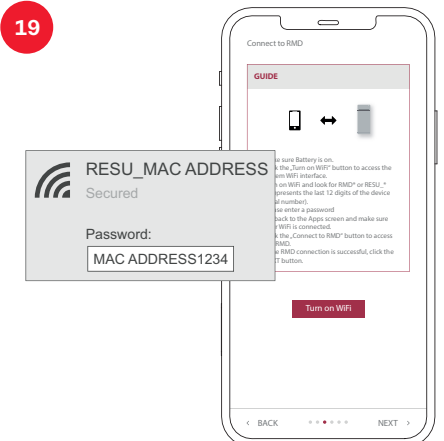 19
Connect to RMD
GUIDE
sure Battery is on.
the „Turn on WiFi" button to access the
WiFi interface.
on WiFi and look for RMD* or RESU_*
the last 12 digits of the device
number).
enter a password
back to the Apps screen and make sure
WiFi is connected.
the „Connect to RMD" button to access
RMD.
RMD connection is successful, click the
button.
RESU_MAC ADDRESS
Secured
Password:
MAC ADDRESS1234
Turn on WiFi
‹ BACK
NEXT ›